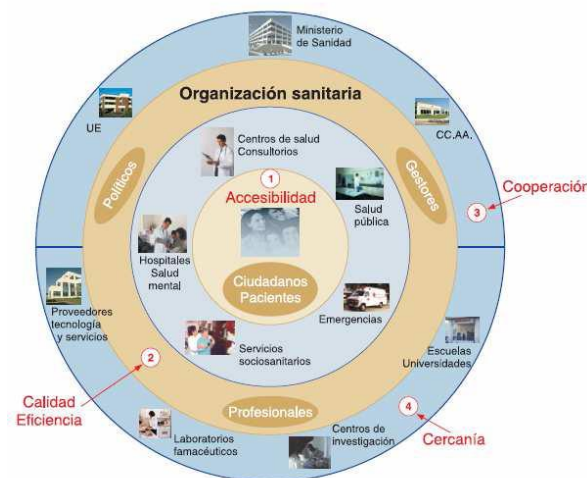 Ministerio
de Sanidad
Organización sanitaria
UE
CC.AA.
Centros de salud
Consultorios
Políticos
Gestores
1
Accesibilidad
Salud
pública
3
Cooperación
Hospitales
Salud
mental
Ciudadanos
Pacientes
Emergencias
Proveedores
tecnología
y servicios
Servicios
sociosanitarios
Escuelas
Universidades
2
Calidad
Eficiencia
Profesionales
4
Cercanía
Laboratorios
famacéuticos
Centros de
investigación